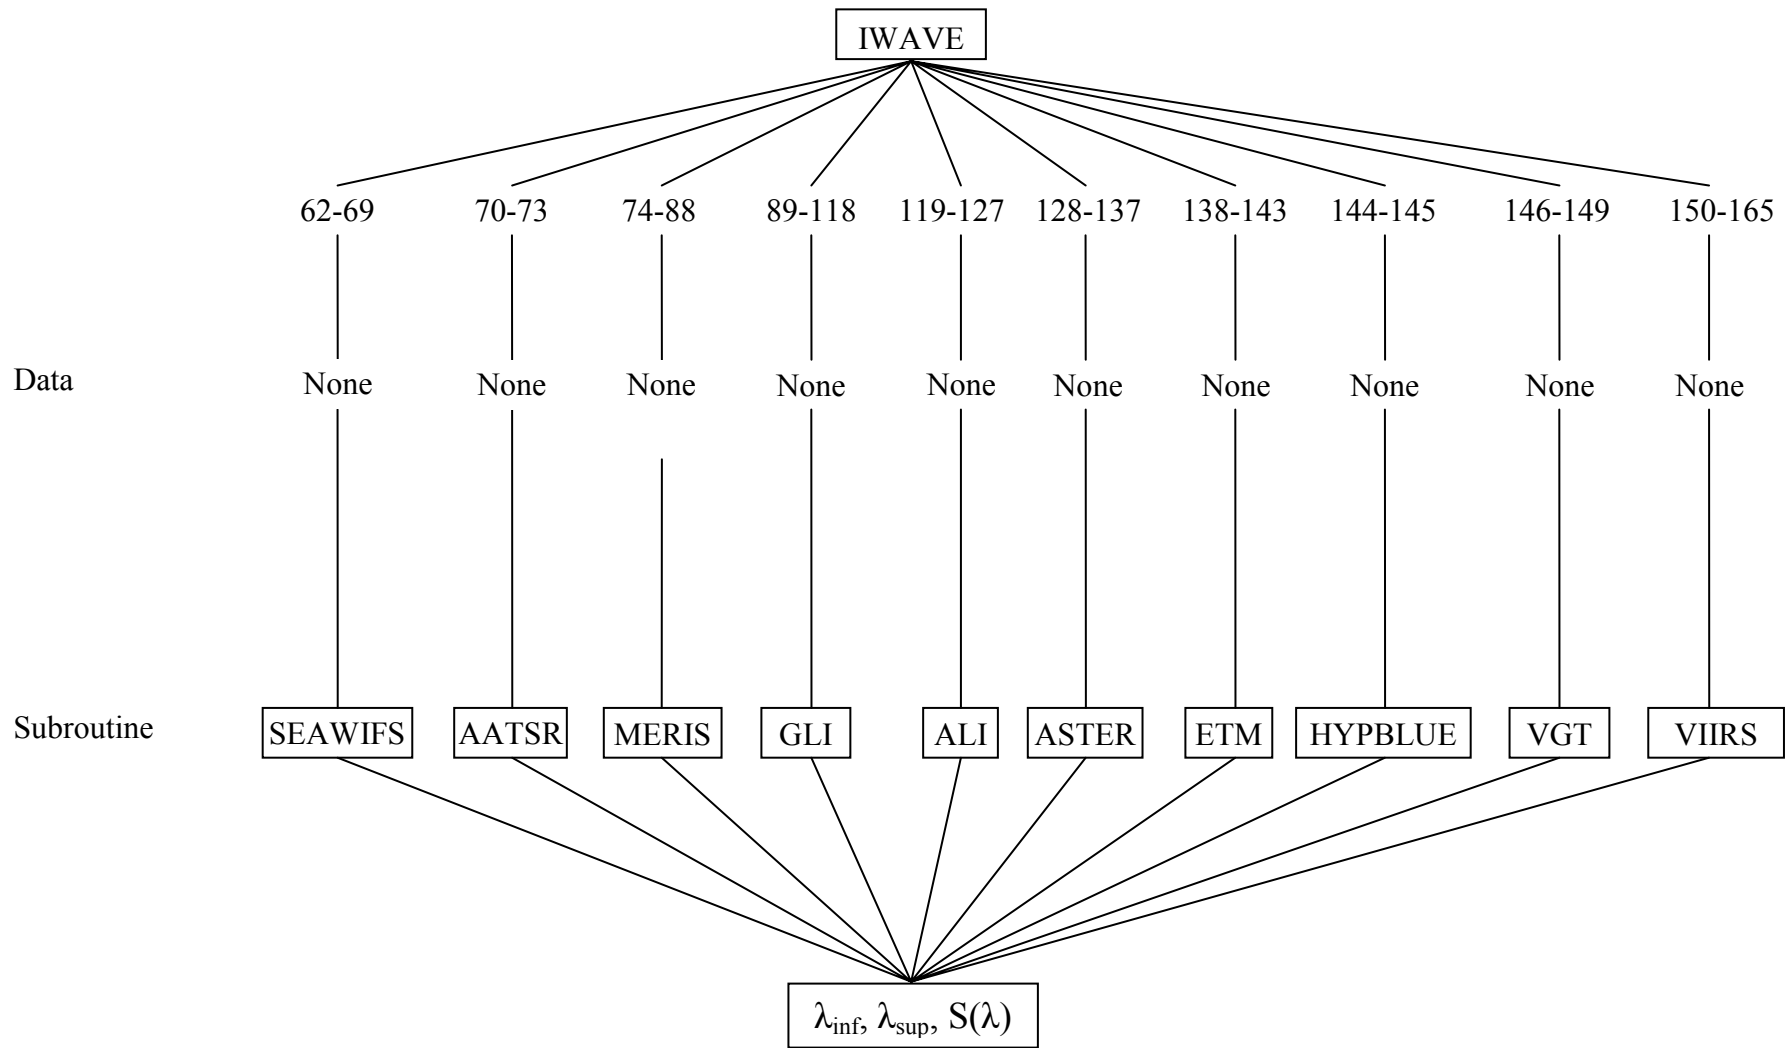 IWAVE
62-69 70-73 74-88 89-118 119-127 128-137 138-143 144-145 146-149 150-165
Data None None None None None None None None None None
Subroutine SEAWIFS AATSR MERIS GLI ALI ASTER ETM HYPBLUE VGT VIIRS
λinf, λsup, S(λ)